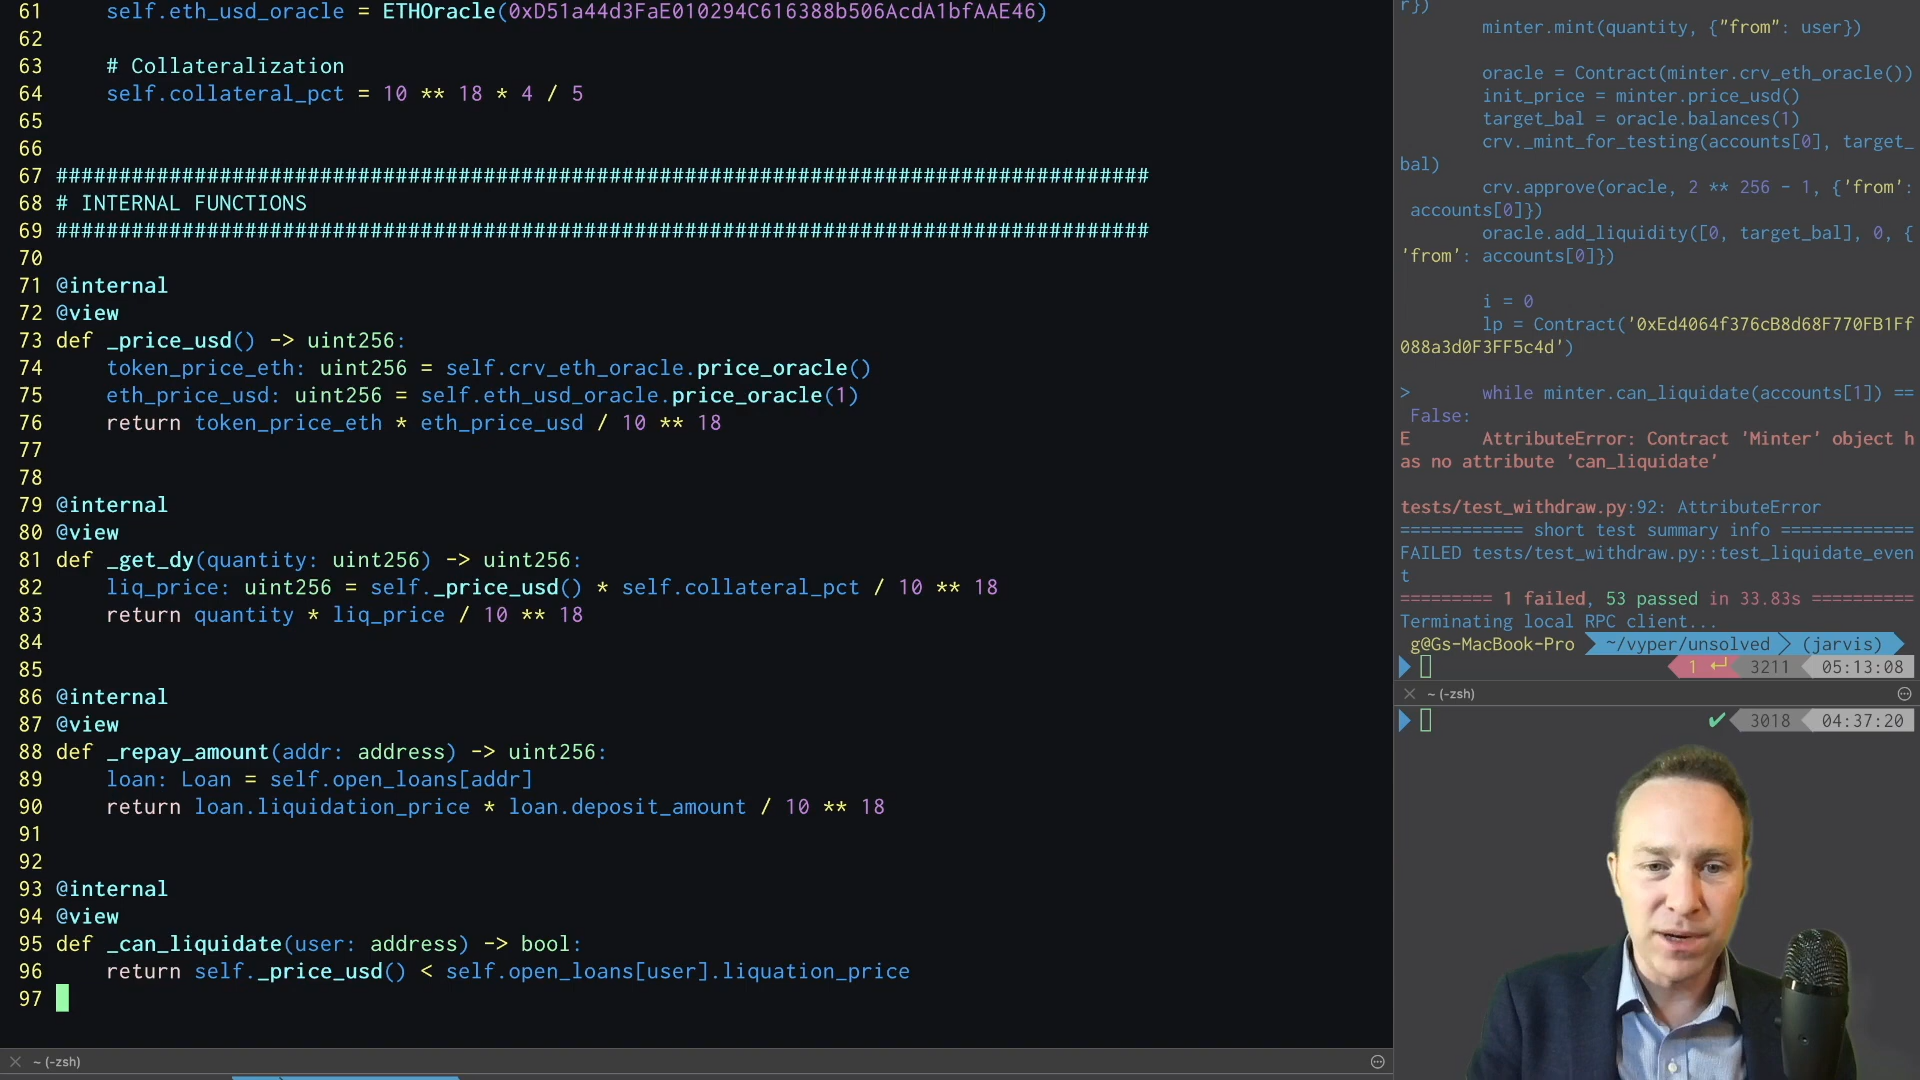 61     self.eth_usd_oracle = ETHOracle(0xD51a44d3FaE010294C616388b506AcdA1bfAAE46)
62
63     # Collateralization
64     self.collateral_pct = 10 ** 18 * 4 / 5
65
66
67 #######################################################################################
68 # INTERNAL FUNCTIONS
69 #######################################################################################
70
71 @internal
72 @view
73 def _price_usd() -> uint256:
74     token_price_eth: uint256 = self.crv_eth_oracle.price_oracle()
75     eth_price_usd: uint256 = self.eth_usd_oracle.price_oracle(1)
76     return token_price_eth * eth_price_usd / 10 ** 18
77
78
79 @internal
80 @view
81 def _get_dy(quantity: uint256) -> uint256:
82     liq_price: uint256 = self._price_usd() * self.collateral_pct / 10 ** 18
83     return quantity * liq_price / 10 ** 18
84
85
86 @internal
87 @view
88 def _repay_amount(addr: address) -> uint256:
89     loan: Loan = self.open_loans[addr]
90     return loan.liquidation_price * loan.deposit_amount / 10 ** 18
91
92
93 @internal
94 @view
95 def _can_liquidate(user: address) -> bool:
96     return self._price_usd() < self.open_loans[user].liquation_price
97
~ (-zsh)
r})
minter.mint(quantity, {"from": user})
oracle = Contract(minter.crv_eth_oracle())
init_price = minter.price_usd()
target_bal = oracle.balances(1)
crv._mint_for_testing(accounts[0], target_
bal)
crv.approve(oracle, 2 ** 256 - 1, {'from':
accounts[0]})
oracle.add_liquidity([0, target_bal], 0, {
'from': accounts[0]})
i = 0
lp = Contract('0xEd4064f376cB8d68F770FB1Ff
088a3d0F3FF5c4d')
>       while minter.can_liquidate(accounts[1]) ==
False:
E       AttributeError: Contract 'Minter' object h
as no attribute 'can_liquidate'
tests/test_withdraw.py:92: AttributeError
============ short test summary info =============
FAILED tests/test_withdraw.py::test_liquidate_even
t
========= 1 failed, 53 passed in 33.83s ==========
Terminating local RPC client...
g@Gs-MacBook-Pro ~/vyper/unsolved (jarvis)
1 ↵ 3211 05:13:08
~ (-zsh)
✔ 3018 04:37:20